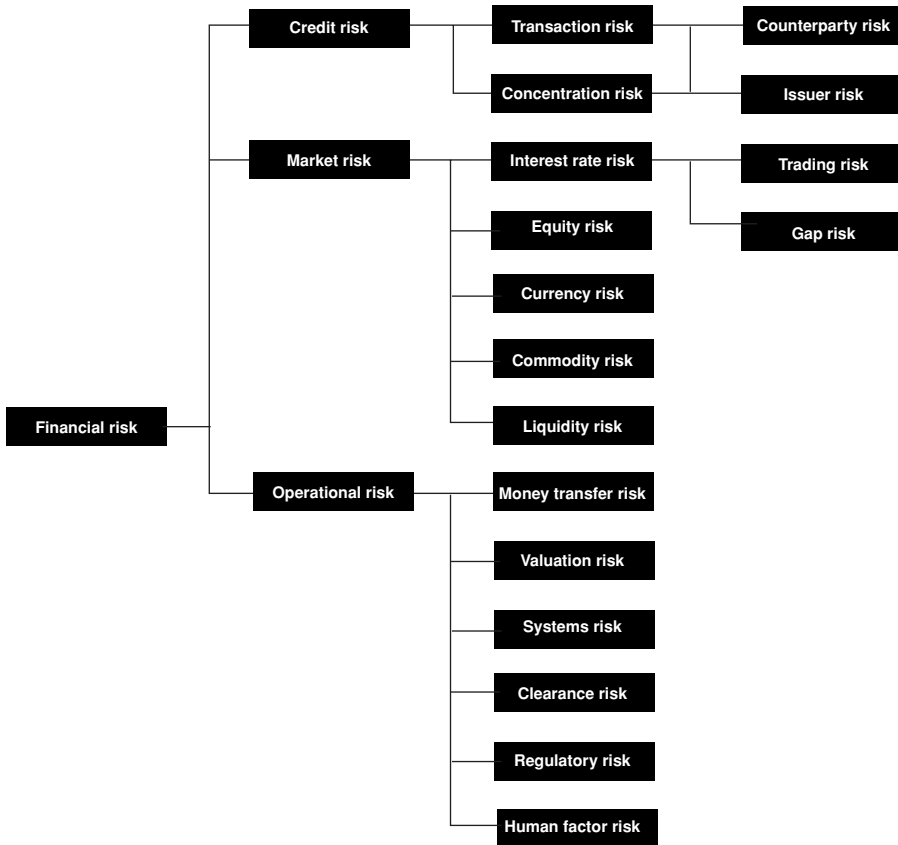 Credit risk
Transaction risk
Counterparty risk
Concentration risk
Issuer risk
Market risk
Interest rate risk
Trading risk
Equity risk
Gap risk
Currency risk
Commodity risk
Financial risk
Liquidity risk
Operational risk
Money transfer risk
Valuation risk
Systems risk
Clearance risk
Regulatory risk
Human factor risk